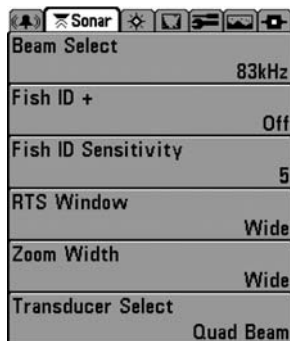 Sonar
Beam Select
83kHz
Fish ID +
Off
Fish ID Sensitivity
5
RTS Window
Wide
Zoom Width
Wide
Transducer Select
Quad Beam